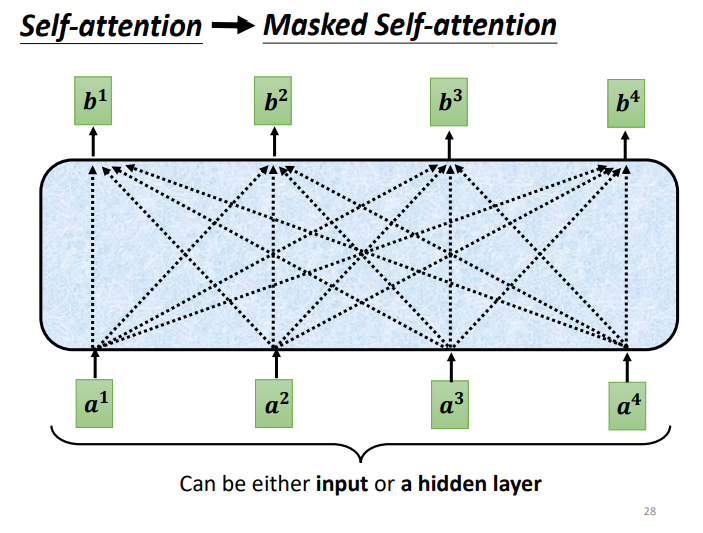 Self-attention → Masked Self-attention
b¹ b² b³ b⁴
a¹ a² a³ a⁴
Can be either input or a hidden layer
28